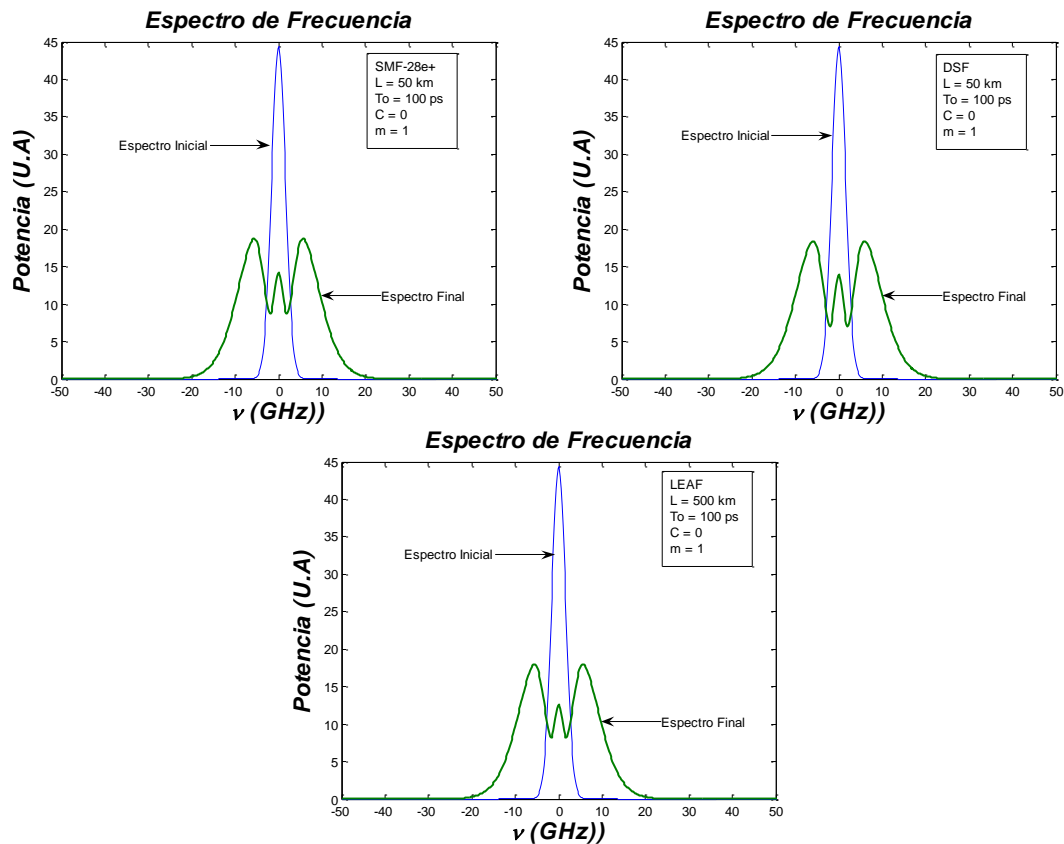 Espectro de Frecuencia
45
40
35
30
25
20
15
10
5
0
Potencia (U.A)
SMF-28e+
L = 50 km
To = 100 ps
C = 0
m = 1
Espectro Inicial
Espectro Final
-50 -40 -30 -20 -10 0 10 20 30 40 50
ν (GHz))
Espectro de Frecuencia
45
40
35
30
25
20
15
10
5
0
Potencia (U.A)
DSF
L = 50 km
To = 100 ps
C = 0
m = 1
Espectro Inicial
Espectro Final
-50 -40 -30 -20 -10 0 10 20 30 40 50
ν (GHz))
Espectro de Frecuencia
45
40
35
30
25
20
15
10
5
0
Potencia (U.A)
LEAF
L = 500 km
To = 100 ps
C = 0
m = 1
Espectro Inicial
Espectro Final
-50 -40 -30 -20 -10 0 10 20 30 40 50
ν (GHz))